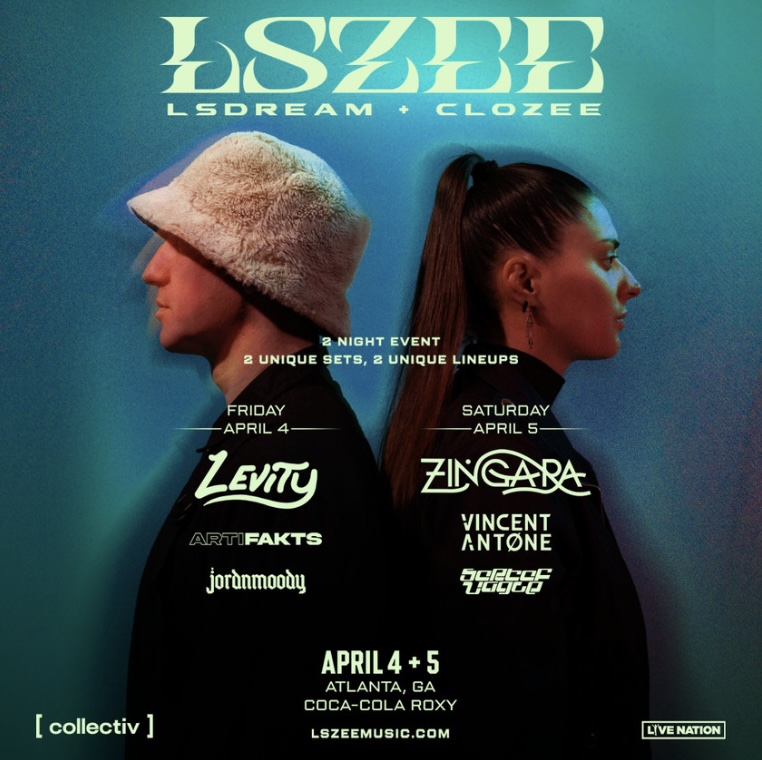 LSZEE
LSDREAM + CLOZEE
2 NIGHT EVENT
2 UNIQUE SETS, 2 UNIQUE LINEUPS
FRIDAY
APRIL 4
LEVITY
ARTIFAKTS
jordnmoody
SATURDAY
APRIL 5
ZINGARA
VINCENT
ANTØNE
APRIL 4 + 5
ATLANTA, GA
COCA-COLA ROXY
LSZEEMUSIC.COM
[ collectiv ]
LIVE NATION